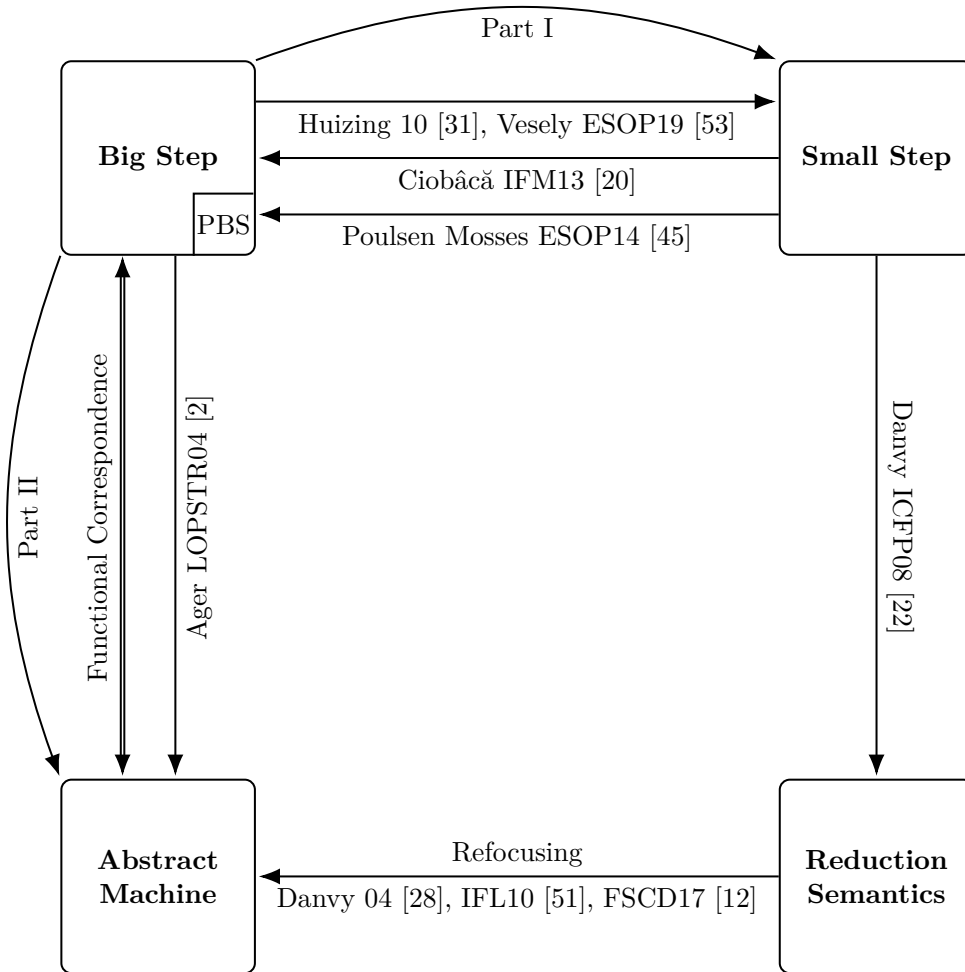 Part I
Huizing 10 [31], Vesely ESOP19 [53]
Big Step
Small Step
Ciobâcă IFM13 [20]
PBS
Poulsen Mosses ESOP14 [45]
Part II
Functional Correspondence
Ager LOPSTR04 [2]
Danvy ICFP08 [22]
Abstract
Machine
Refocusing
Danvy 04 [28], IFL10 [51], FSCD17 [12]
Reduction
Semantics